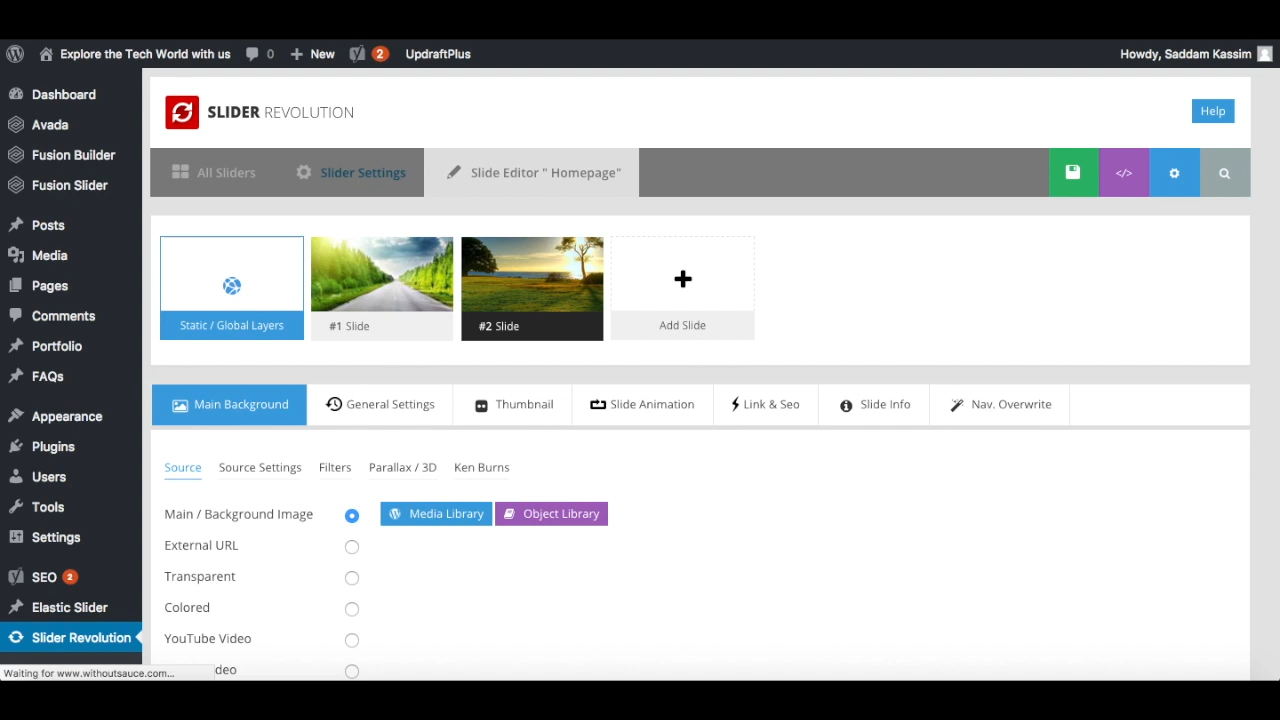 Explore the Tech World with us 0 New 2 UpdraftPlus Howdy, Saddam Kassim
Dashboard
Avada
Fusion Builder
Fusion Slider
Posts
Media
Pages
Comments
Portfolio
FAQs
Appearance
Plugins
Users
Tools
Settings
SEO 2
Elastic Slider
Slider Revolution
Waiting for www.withoutsauce.com...
SLIDER REVOLUTION
Help
All Sliders Slider Settings Slide Editor " Homepage" </>
Static / Global Layers #1 Slide #2 Slide Add Slide
Main Background General Settings Thumbnail Slide Animation Link & Seo Slide Info Nav. Overwrite
Source Source Settings Filters Parallax / 3D Ken Burns
Main / Background Image Media Library Object Library
External URL
Transparent
Colored
YouTube Video